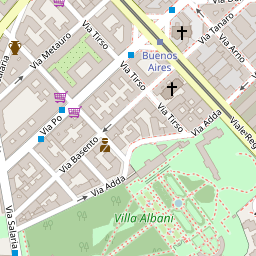 Via Tirso
Via Tanaro
Via Metauro
Via Arno
Buenos
Aires
Via Tirso
Salaria
Via Tirso
Via Po
Via Adda
Viale Reg
Via Basento
Via Adda
Villa Albani
Via Salaria